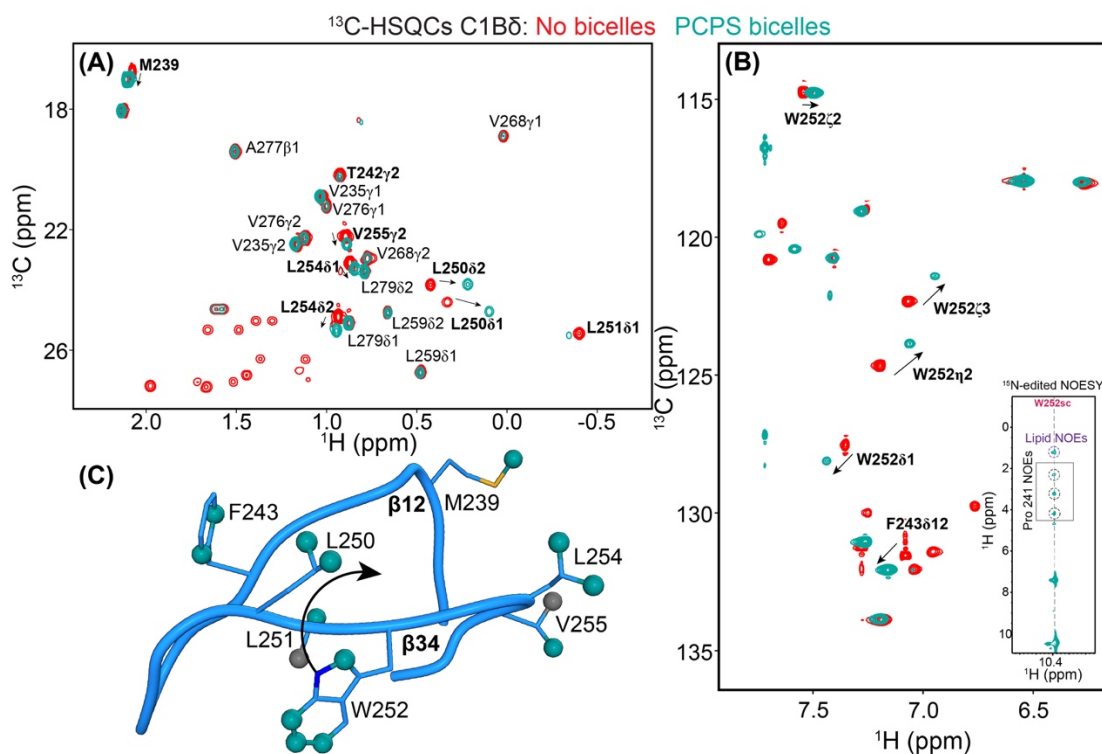 ¹³C-HSQCs C1Bδ: No bicelles PCPS bicelles
(A)
M239
18
22
26
¹³C (ppm)
V268γ1
A277β1
T242γ2
V235γ1
V276γ1
V276γ2
V255γ2
V235γ2
V268γ2
L254δ1
L250δ2
L279δ2
L254δ2
L259δ2
L250δ1
L251δ1
L279δ1
L259δ1
2.0 1.5 1.0 0.5 0.0 -0.5
¹H (ppm)
(B)
115
120
125
130
135
¹³C (ppm)
W252ζ2
W252ζ3
W252η2
W252δ1
F243δ12
7.5 7.0 6.5
¹H (ppm)
¹⁵N-edited NOESY
W252sc
Lipid NOEs
Pro 241 NOEs
0
2
4
6
8
10
¹H (ppm)
10.4
¹H (ppm)
(C)
β12
M239
F243
L250
L254
L251
β34
V255
W252